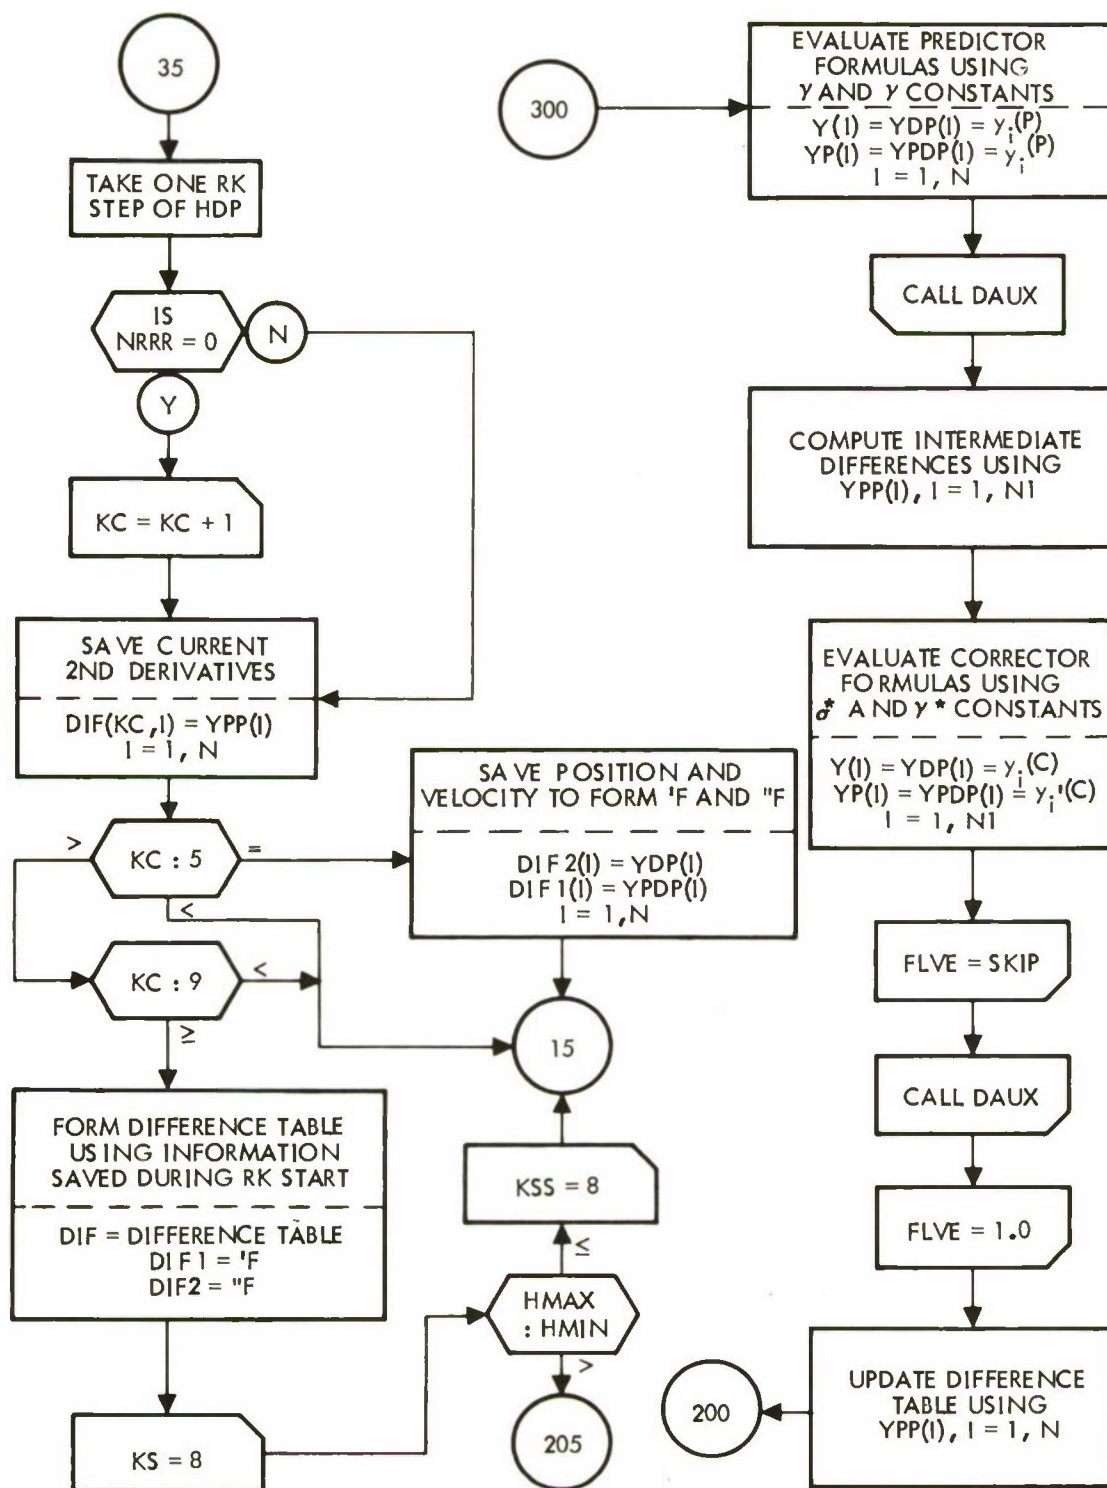 35
TAKE ONE RK
STEP OF HDP
IS
NRRR = 0
N
Y
KC = KC + 1
SAVE CURRENT
2ND DERIVATIVES
DIF(KC,I) = YPP(I)
I = 1, N
KC : 5
>
=
<
KC : 9
<
≥
FORM DIFFERENCE TABLE
USING INFORMATION
SAVED DURING RK START
DIF = DIFFERENCE TABLE
DIF1 = 'F
DIF2 = "F
KS = 8
SAVE POSITION AND
VELOCITY TO FORM 'F AND "F
DIF2(I) = YDP(I)
DIF1(I) = YPDP(I)
I = 1,N
15
KSS = 8
≤
HMAX
: HMIN
>
205
300
EVALUATE PREDICTOR
FORMULAS USING
γ AND γ CONSTANTS
Y(I) = YDP(I) = y_i^(P)
YP(I) = YPDP(I) = y_i^(P)
I = 1, N
CALL DAUX
COMPUTE INTERMEDIATE
DIFFERENCES USING
YPP(I), I = 1, N1
EVALUATE CORRECTOR
FORMULAS USING
σ* AND γ* CONSTANTS
Y(I) = YDP(I) = y_i^(C)
YP(I) = YPDP(I) = y_i'^(C)
I = 1, N1
FLVE = SKIP
CALL DAUX
FLVE = 1.0
UPDATE DIFFERENCE
TABLE USING
YPP(I), I = 1, N
200